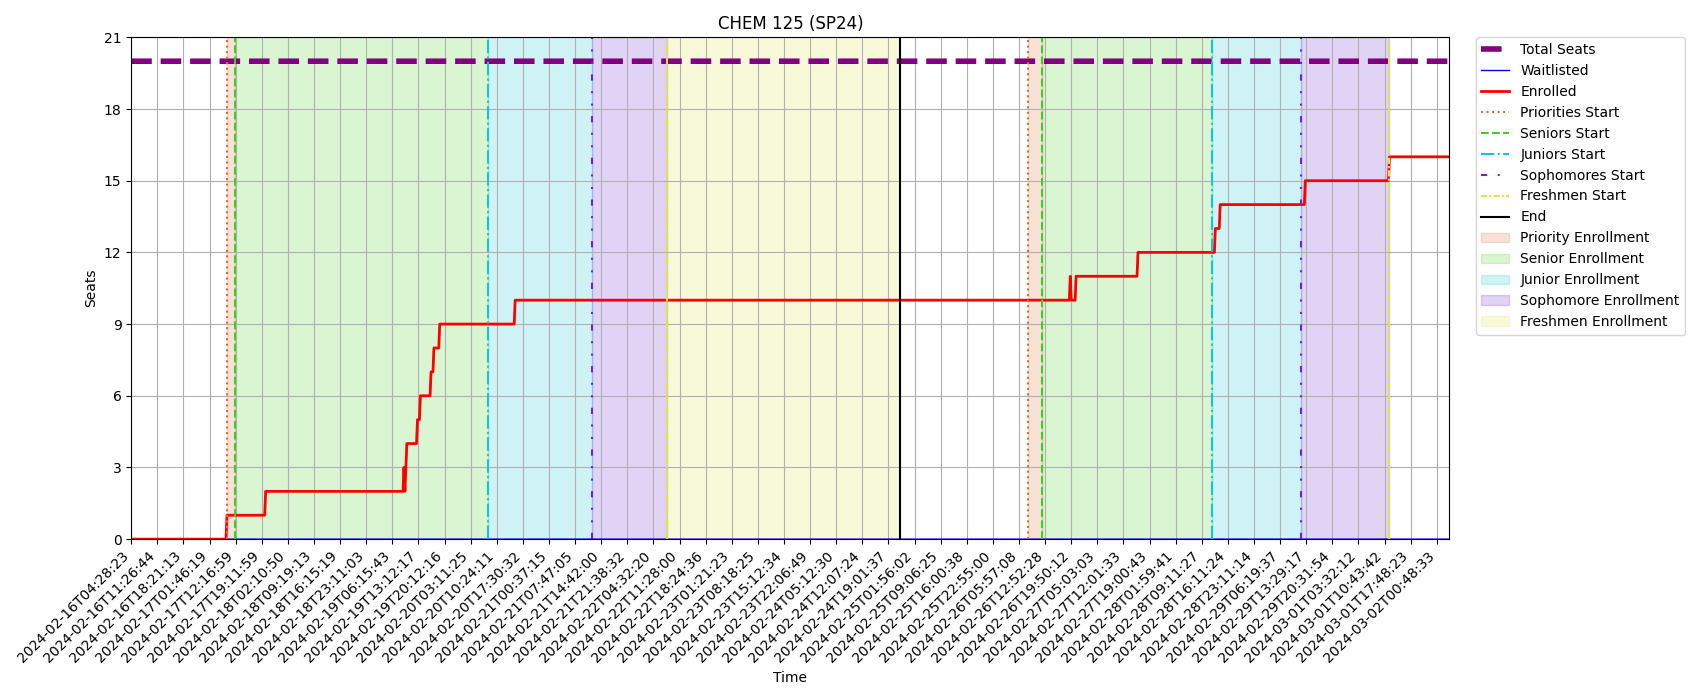 CHEM 125 (SP24)
Seats
21
18
15
12
9
6
3
0
2024-02-16T04:28:23
2024-02-16T11:26:44
2024-02-16T18:21:13
2024-02-17T01:46:19
2024-02-17T12:16:59
2024-02-17T19:11:59
2024-02-18T02:10:50
2024-02-18T09:19:13
2024-02-18T16:15:19
2024-02-18T23:11:03
2024-02-19T06:15:43
2024-02-19T13:12:17
2024-02-19T20:12:16
2024-02-20T03:11:25
2024-02-20T10:24:11
2024-02-20T17:30:32
2024-02-21T00:37:15
2024-02-21T07:47:05
2024-02-21T14:42:00
2024-02-21T21:38:32
2024-02-22T04:32:20
2024-02-22T11:28:00
2024-02-22T18:24:36
2024-02-23T01:21:23
2024-02-23T08:18:25
2024-02-23T15:12:34
2024-02-23T22:06:49
2024-02-24T05:12:30
2024-02-24T12:07:24
2024-02-24T19:01:37
2024-02-25T01:56:02
2024-02-25T09:06:25
2024-02-25T16:00:38
2024-02-25T22:55:00
2024-02-26T05:57:08
2024-02-26T12:52:28
2024-02-26T19:50:12
2024-02-27T05:03:03
2024-02-27T12:01:33
2024-02-27T19:00:43
2024-02-28T01:59:41
2024-02-28T09:11:27
2024-02-28T16:11:24
2024-02-28T23:11:14
2024-02-29T06:19:37
2024-02-29T13:29:17
2024-02-29T20:31:54
2024-03-01T03:32:12
2024-03-01T10:43:42
2024-03-01T17:48:23
2024-03-02T00:48:33
Time
Total Seats
Waitlisted
Enrolled
Priorities Start
Seniors Start
Juniors Start
Sophomores Start
Freshmen Start
End
Priority Enrollment
Senior Enrollment
Junior Enrollment
Sophomore Enrollment
Freshmen Enrollment